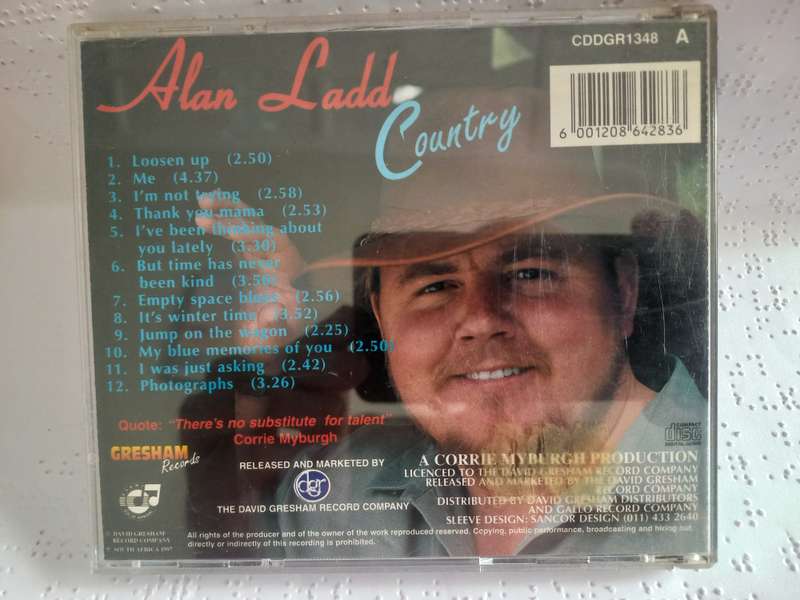 CDDGR1348 A
Alan Ladd
Country
6 001208 642836
1. Loosen up (2.50)
2. Me (4.37)
3. I'm not trying (2.58)
4. Thank you mama (2.53)
5. I've been thinking about
you lately (3.30)
6. But time has never
been kind (3.56)
7. Empty space blues (2.56)
8. It's winter time (3.52)
9. Jump on the wagon (2.25)
10. My blue memories of you (2.50)
11. I was just asking (2.42)
12. Photographs (3.26)
Quote: "There's no substitute for talent"
Corrie Myburgh
GRESHAM
Records
RELEASED AND MARKETED BY
dgr
THE DAVID GRESHAM RECORD COMPANY
COMPACT
disc
DIGITAL AUDIO
A CORRIE MYBURGH PRODUCTION
LICENCED TO THE DAVID GRESHAM RECORD COMPANY
RELEASED AND MARKETED BY THE DAVID GRESHAM
RECORD COMPANY
DISTRIBUTED BY DAVID GRESHAM DISTRIBUTORS
AND GALLO RECORD COMPANY
SLEEVE DESIGN: SANCOR DESIGN (011) 433 2640
DAVID GRESHAM
RECORD COMPANY
SOUTH AFRICA 1997
All rights of the producer and of the owner of the work reproduced reserved. Copying, public performance, broadcasting and hiring out,
directly or indirectly of this recording is prohibited.